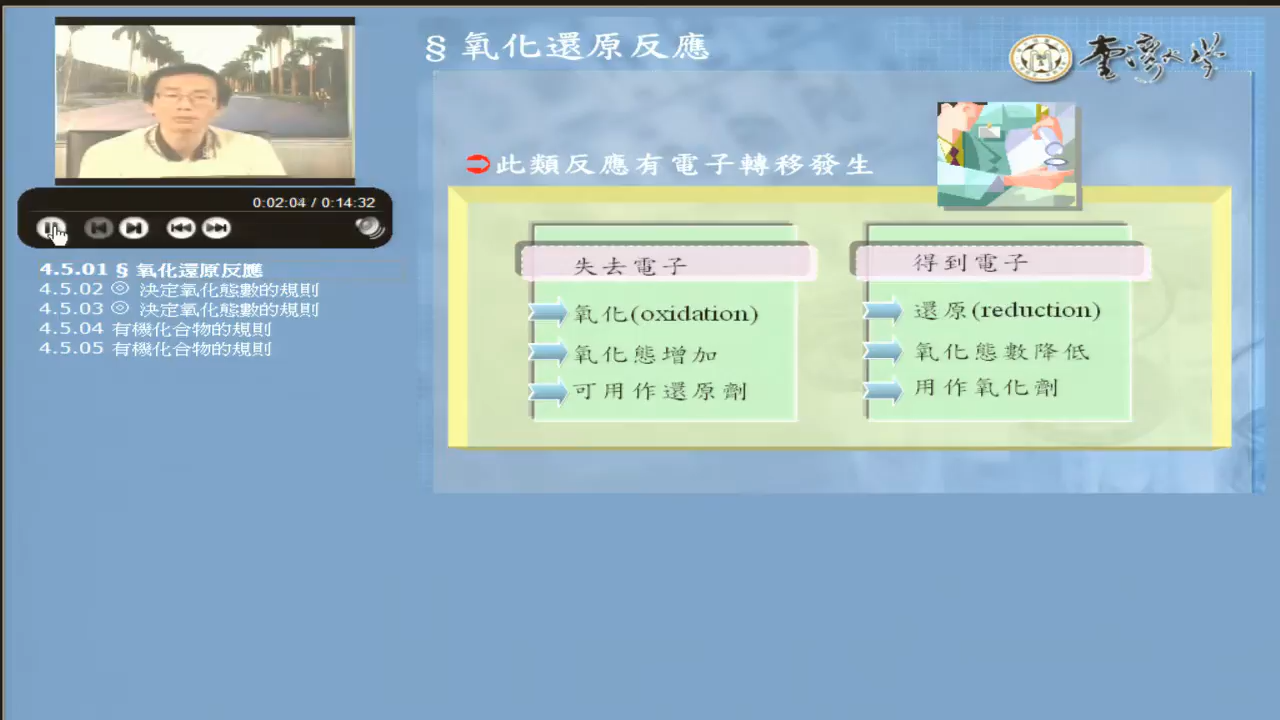 § 氧化還原反應
臺灣大學
此類反應有電子轉移發生
0:02:04 / 0:14:32
4.5.01 § 氧化還原反應
4.5.02 ◎ 決定氧化態數的規則
4.5.03 ◎ 決定氧化態數的規則
4.5.04 有機化合物的規則
4.5.05 有機化合物的規則
失去電子
氧化(oxidation)
氧化態增加
可用作還原劑
得到電子
還原(reduction)
氧化態數降低
用作氧化劑